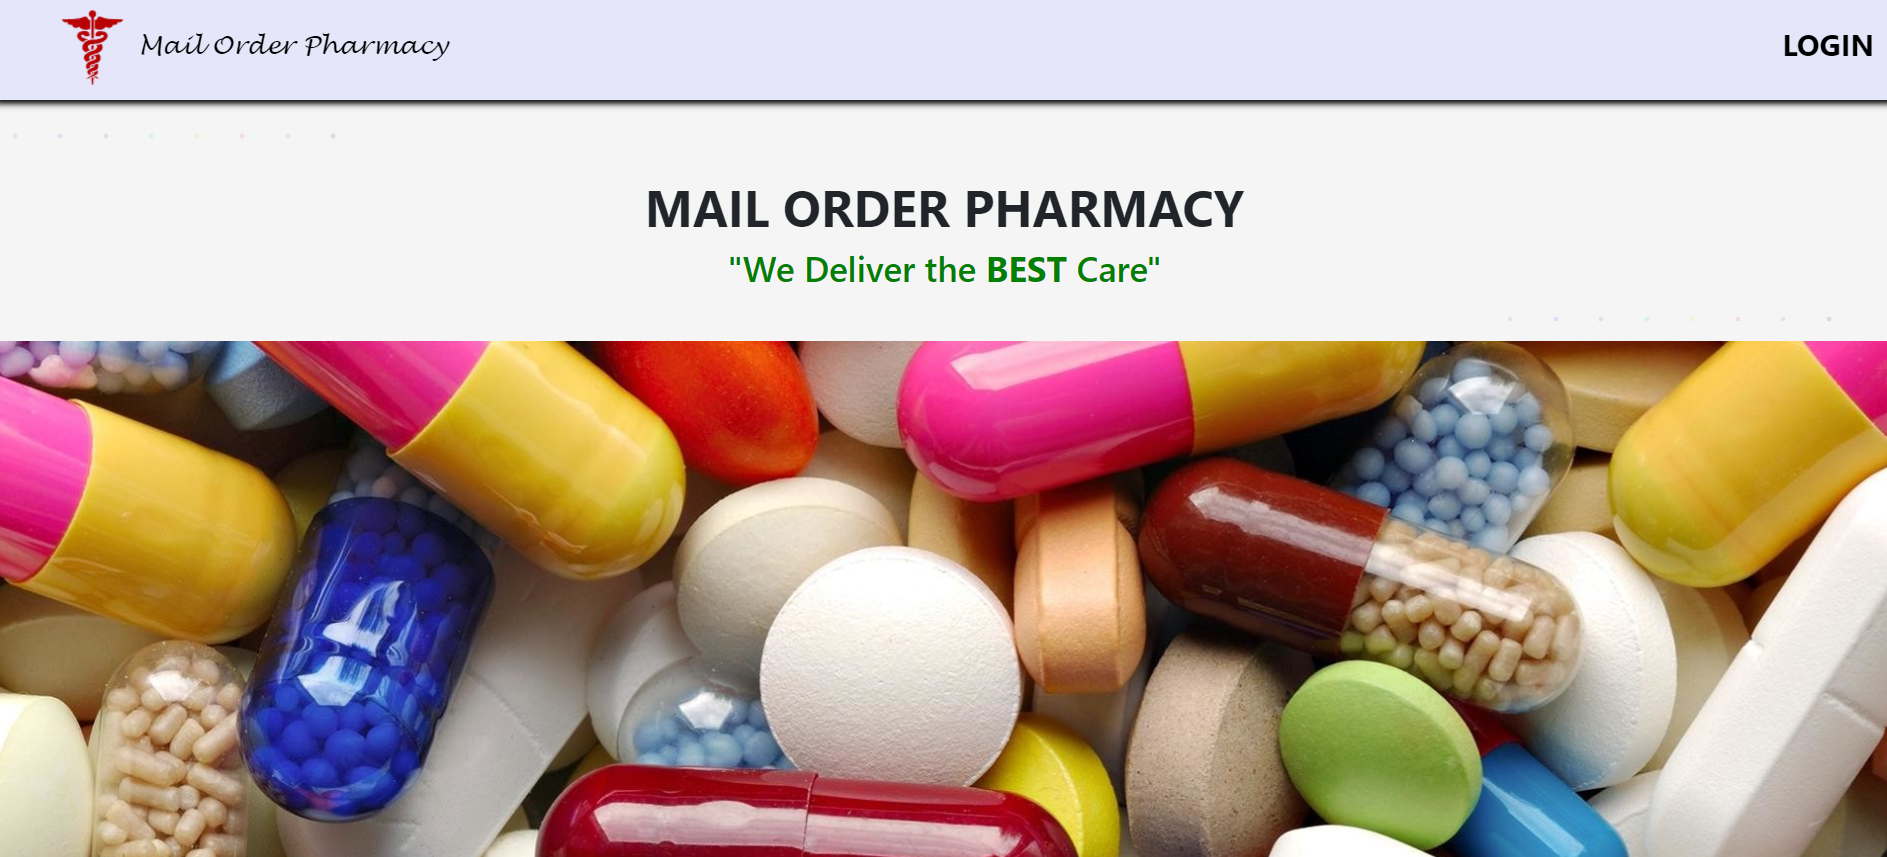 Mail Order Pharmacy
LOGIN
MAIL ORDER PHARMACY
"We Deliver the BEST Care"